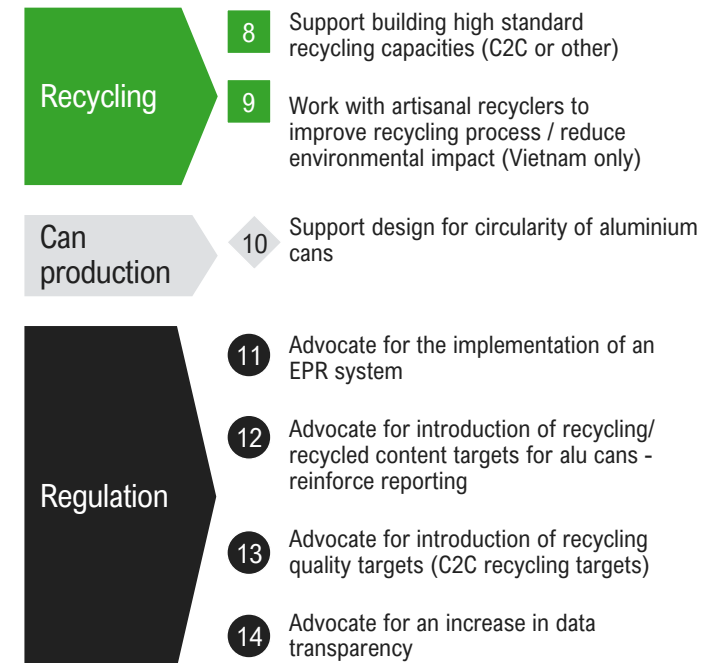 Recycling
8
Support building high standard
recycling capacities (C2C or other)
9
Work with artisanal recyclers to
improve recycling process / reduce
environmental impact (Vietnam only)
Can
production
10
Support design for circularity of aluminium
cans
Regulation
11
Advocate for the implementation of an
EPR system
12
Advocate for introduction of recycling/
recycled content targets for alu cans -
reinforce reporting
13
Advocate for introduction of recycling
quality targets (C2C recycling targets)
14
Advocate for an increase in data
transparency